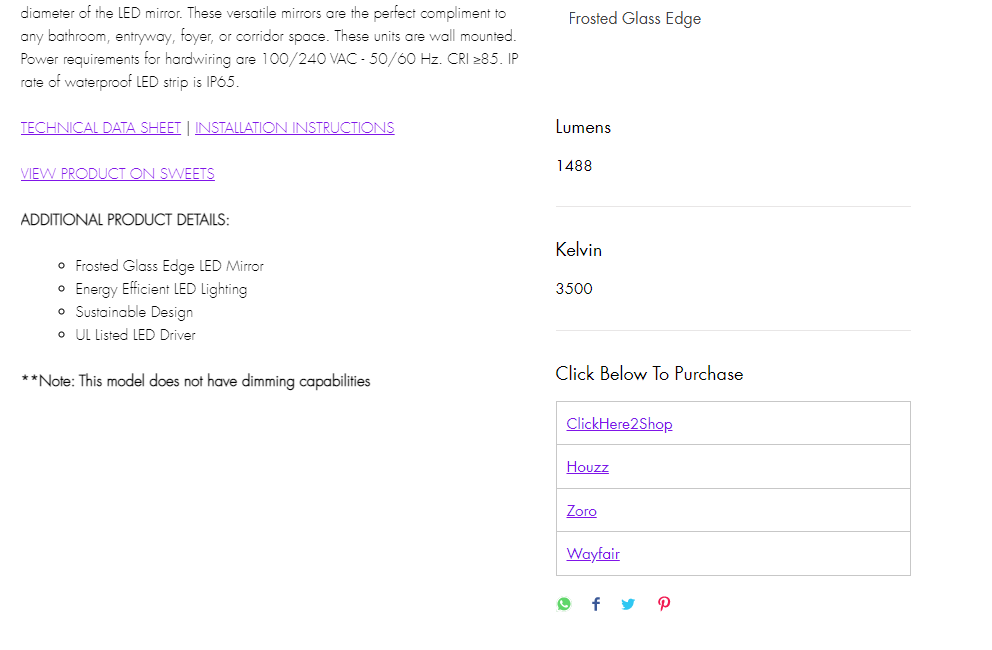 diameter of the LED mirror. These versatile mirrors are the perfect compliment to
any bathroom, entryway, foyer, or corridor space. These units are wall mounted.
Power requirements for hardwiring are 100/240 VAC - 50/60 Hz. CRI ≥85. IP
rate of waterproof LED strip is IP65.
TECHNICAL DATA SHEET | INSTALLATION INSTRUCTIONS
VIEW PRODUCT ON SWEETS
ADDITIONAL PRODUCT DETAILS:
Frosted Glass Edge LED Mirror
Energy Efficient LED Lighting
Sustainable Design
UL Listed LED Driver
**Note: This model does not have dimming capabilities
Frosted Glass Edge
Lumens
1488
Kelvin
3500
Click Below To Purchase
ClickHere2Shop
Houzz
Zoro
Wayfair